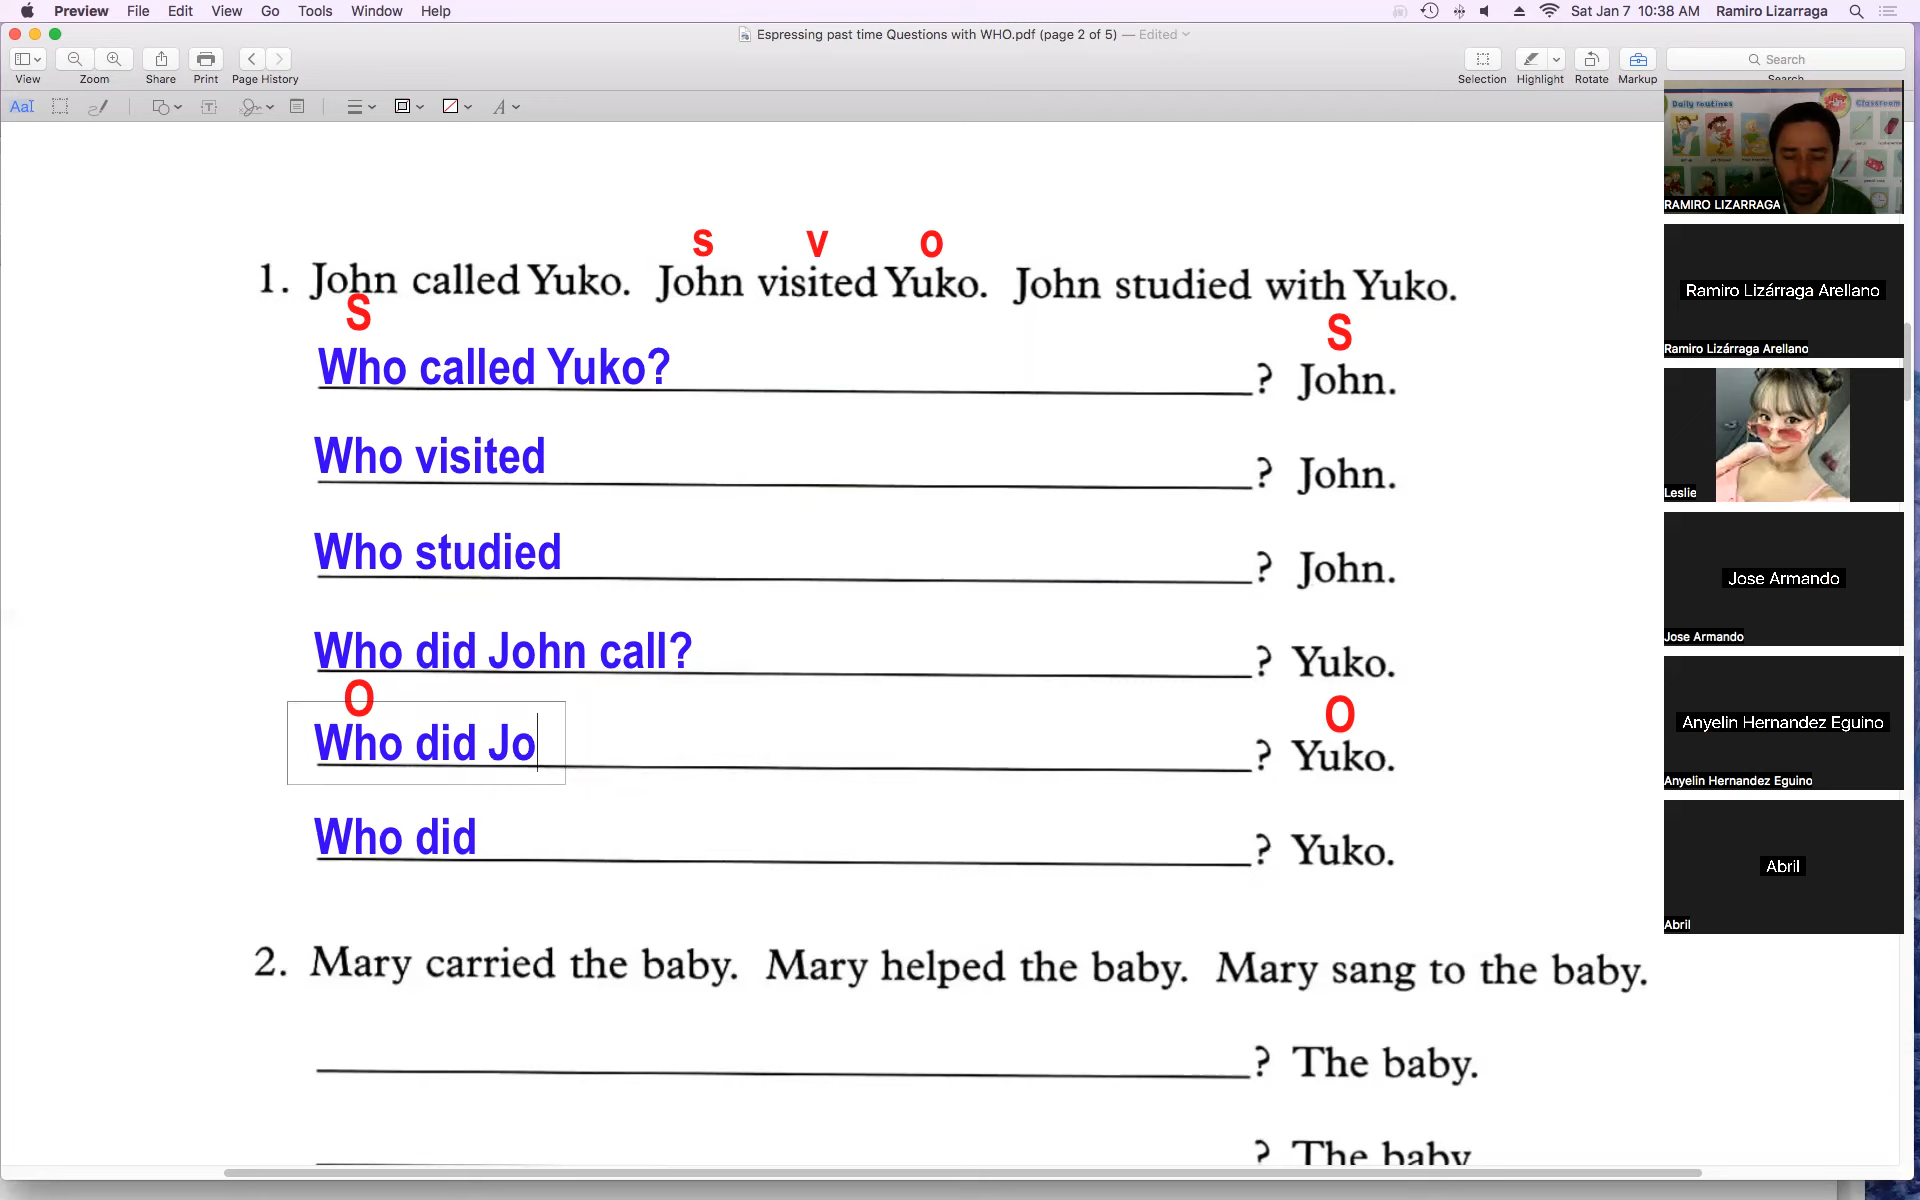 Preview File Edit View Go Tools Window Help Sat Jan 7 10:38 AM Ramiro Lizarraga
Espressing past time Questions with WHO.pdf (page 2 of 5) — Edited
View Zoom Share Print Page History Selection Highlight Rotate Markup Search
Search
AaI T A
Daily routines Classroom
RAMIRO LIZARRAGA
S V O
1. John called Yuko. John visited Yuko. John studied with Yuko.
S S
Who called Yuko? ? John.
Who visited ? John.
Who studied ? John.
Who did John call? ? Yuko.
O O
Who did Jo ? Yuko.
Who did ? Yuko.
2. Mary carried the baby. Mary helped the baby. Mary sang to the baby.
? The baby.
? The baby
Ramiro Lizárraga Arellano
Ramiro Lizárraga Arellano
Leslie
Jose Armando
Jose Armando
Anyelin Hernandez Eguino
Anyelin Hernandez Eguino
Abril
Abril